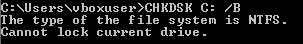 C:\Users\vboxuser>CHKDSK C: /B
The type of the file system is NTFS.
Cannot lock current drive.